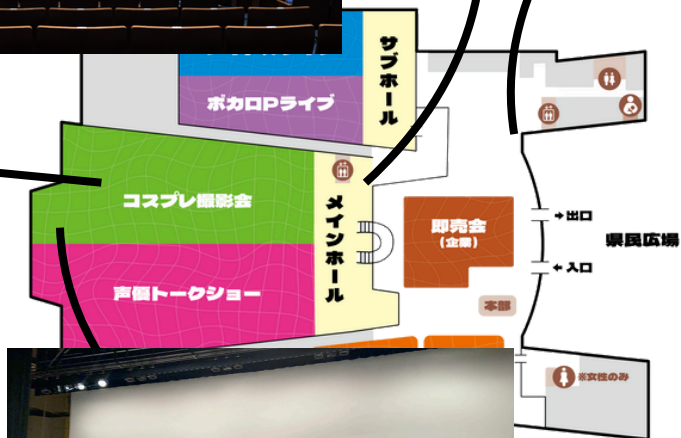 サブホール
ボカロPライブ
コスプレ撮影会
メインホール
声優トークショー
即売会
(企業)
出口
県民広場
入口
本部
※女性のみ